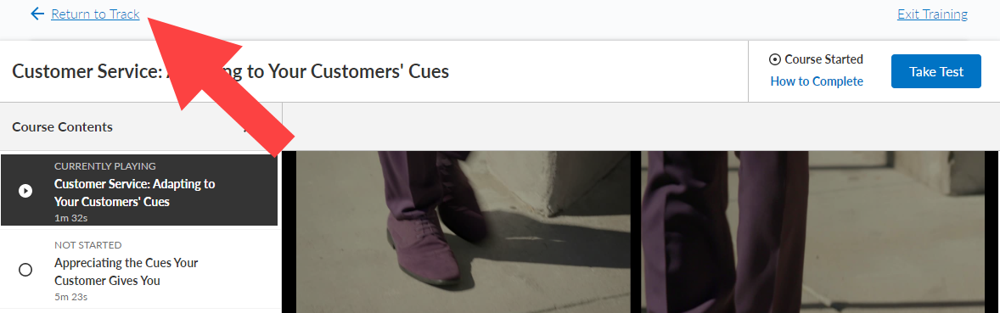 Return to Track
Exit Training
Customer Service: A ng to Your Customers' Cues
Course Started
How to Complete
Take Test
Course Contents
CURRENTLY PLAYING
Customer Service: Adapting to
Your Customers' Cues
1m 32s
NOT STARTED
Appreciating the Cues Your
Customer Gives You
5m 23s